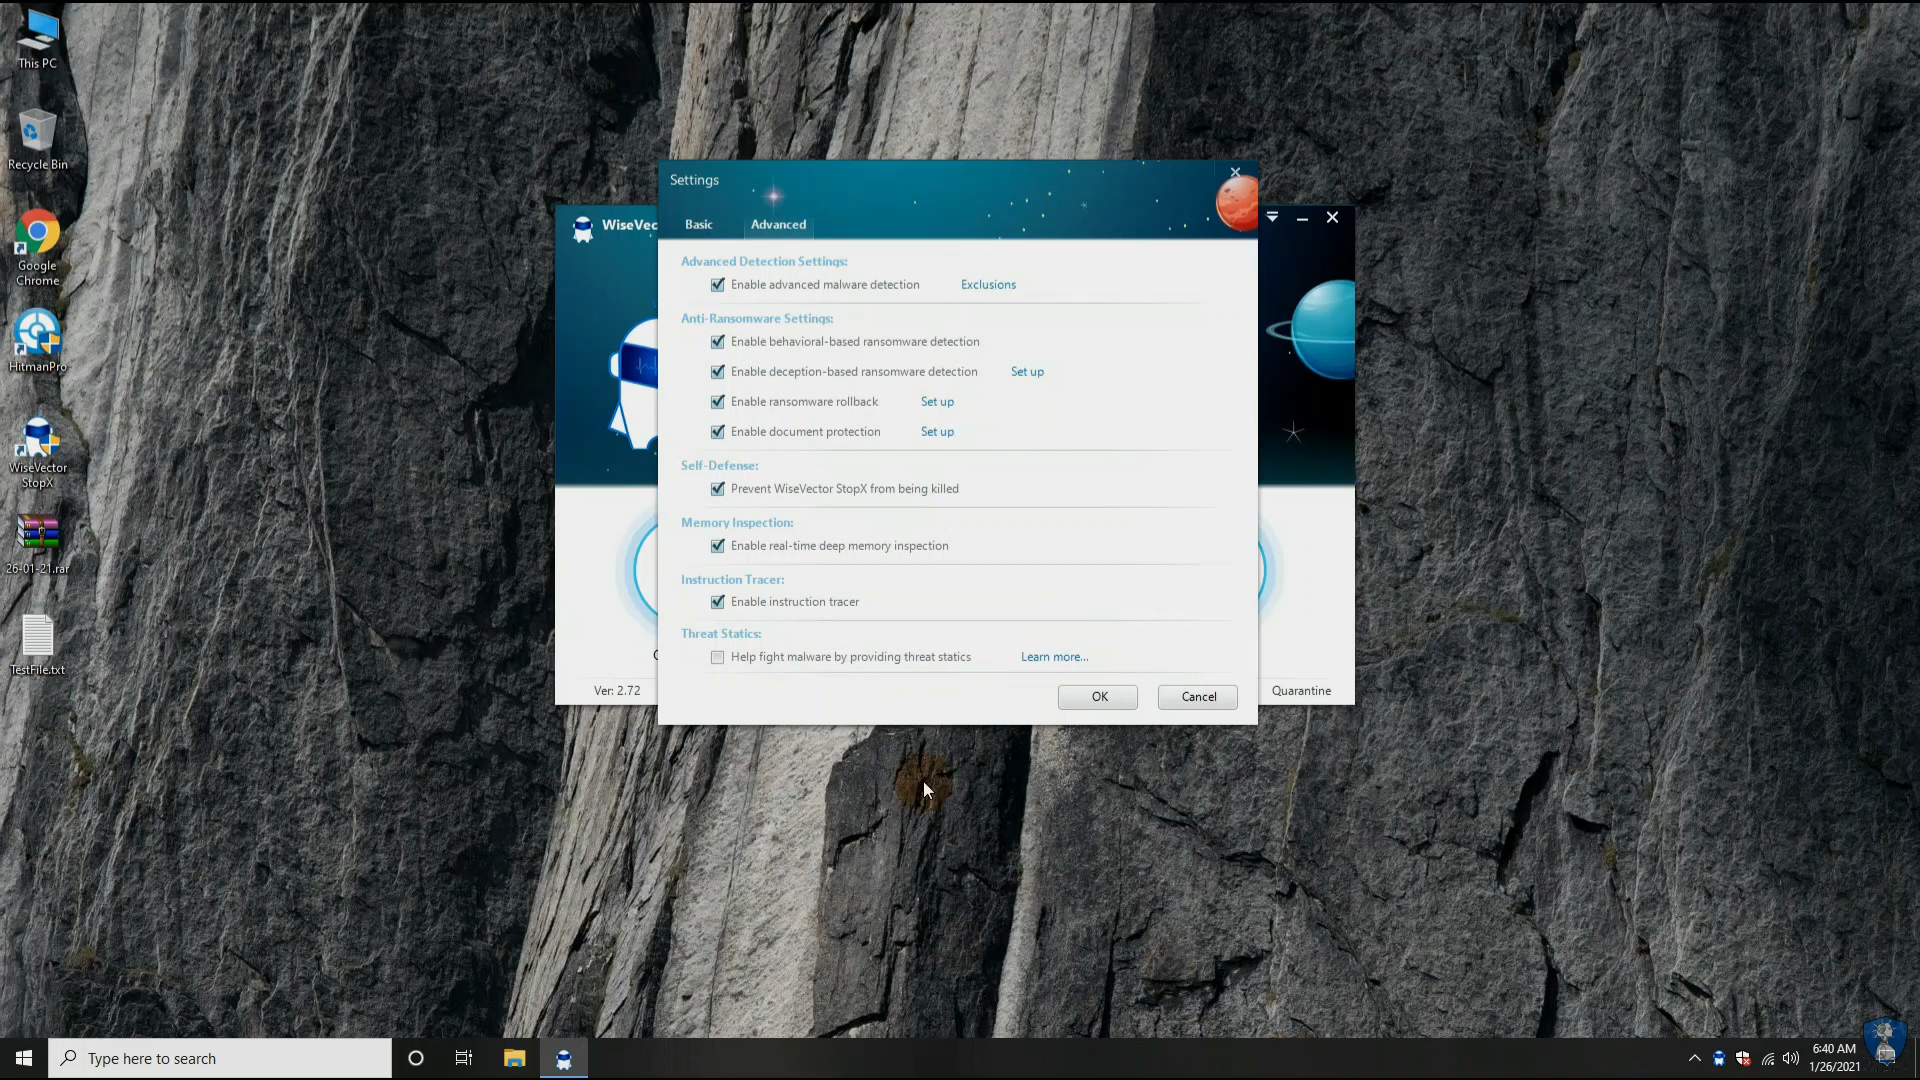 This PC
Recycle Bin
Google
Chrome
HitmanPro
WiseVector
StopX
26-01-21.rar
TestFile.txt
WiseVec
Settings
Basic
Advanced
Advanced Detection Settings:
Enable advanced malware detection
Exclusions
Anti-Ransomware Settings:
Enable behavioral-based ransomware detection
Enable deception-based ransomware detection
Set up
Enable ransomware rollback
Set up
Enable document protection
Set up
Self-Defense:
Prevent WiseVector StopX from being killed
Memory Inspection:
Enable real-time deep memory inspection
Instruction Tracer:
Enable instruction tracer
Threat Statics:
Help fight malware by providing threat statics
Learn more...
OK
Cancel
Ver: 2.72
Quarantine
Type here to search
6:40 AM
1/26/2021